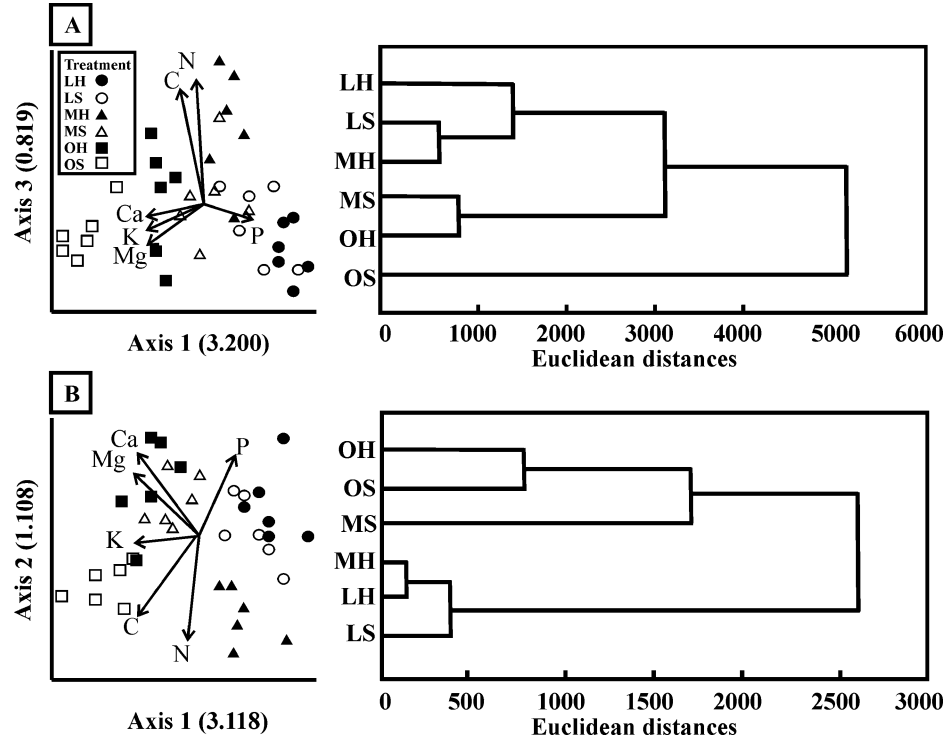 A
Treatment
LH
LS
MH
MS
OH
OS
N
C
Ca
K
Mg
P
Axis 3 (0.819)
Axis 1 (3.200)
LH
LS
MH
MS
OH
OS
0 1000 2000 3000 4000 5000 6000
Euclidean distances
B
Ca
Mg
P
K
C
N
Axis 2 (1.108)
Axis 1 (3.118)
OH
OS
MS
MH
LH
LS
0 500 1000 1500 2000 2500 3000
Euclidean distances